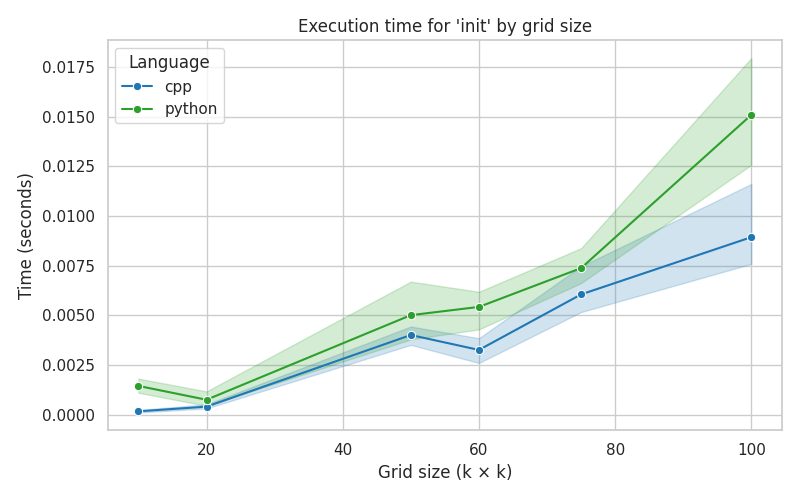 Execution time for 'init' by grid size
Language
cpp
python
0.0175
0.0150
0.0125
0.0100
0.0075
0.0050
0.0025
0.0000
Time (seconds)
20 40 60 80 100
Grid size (k × k)